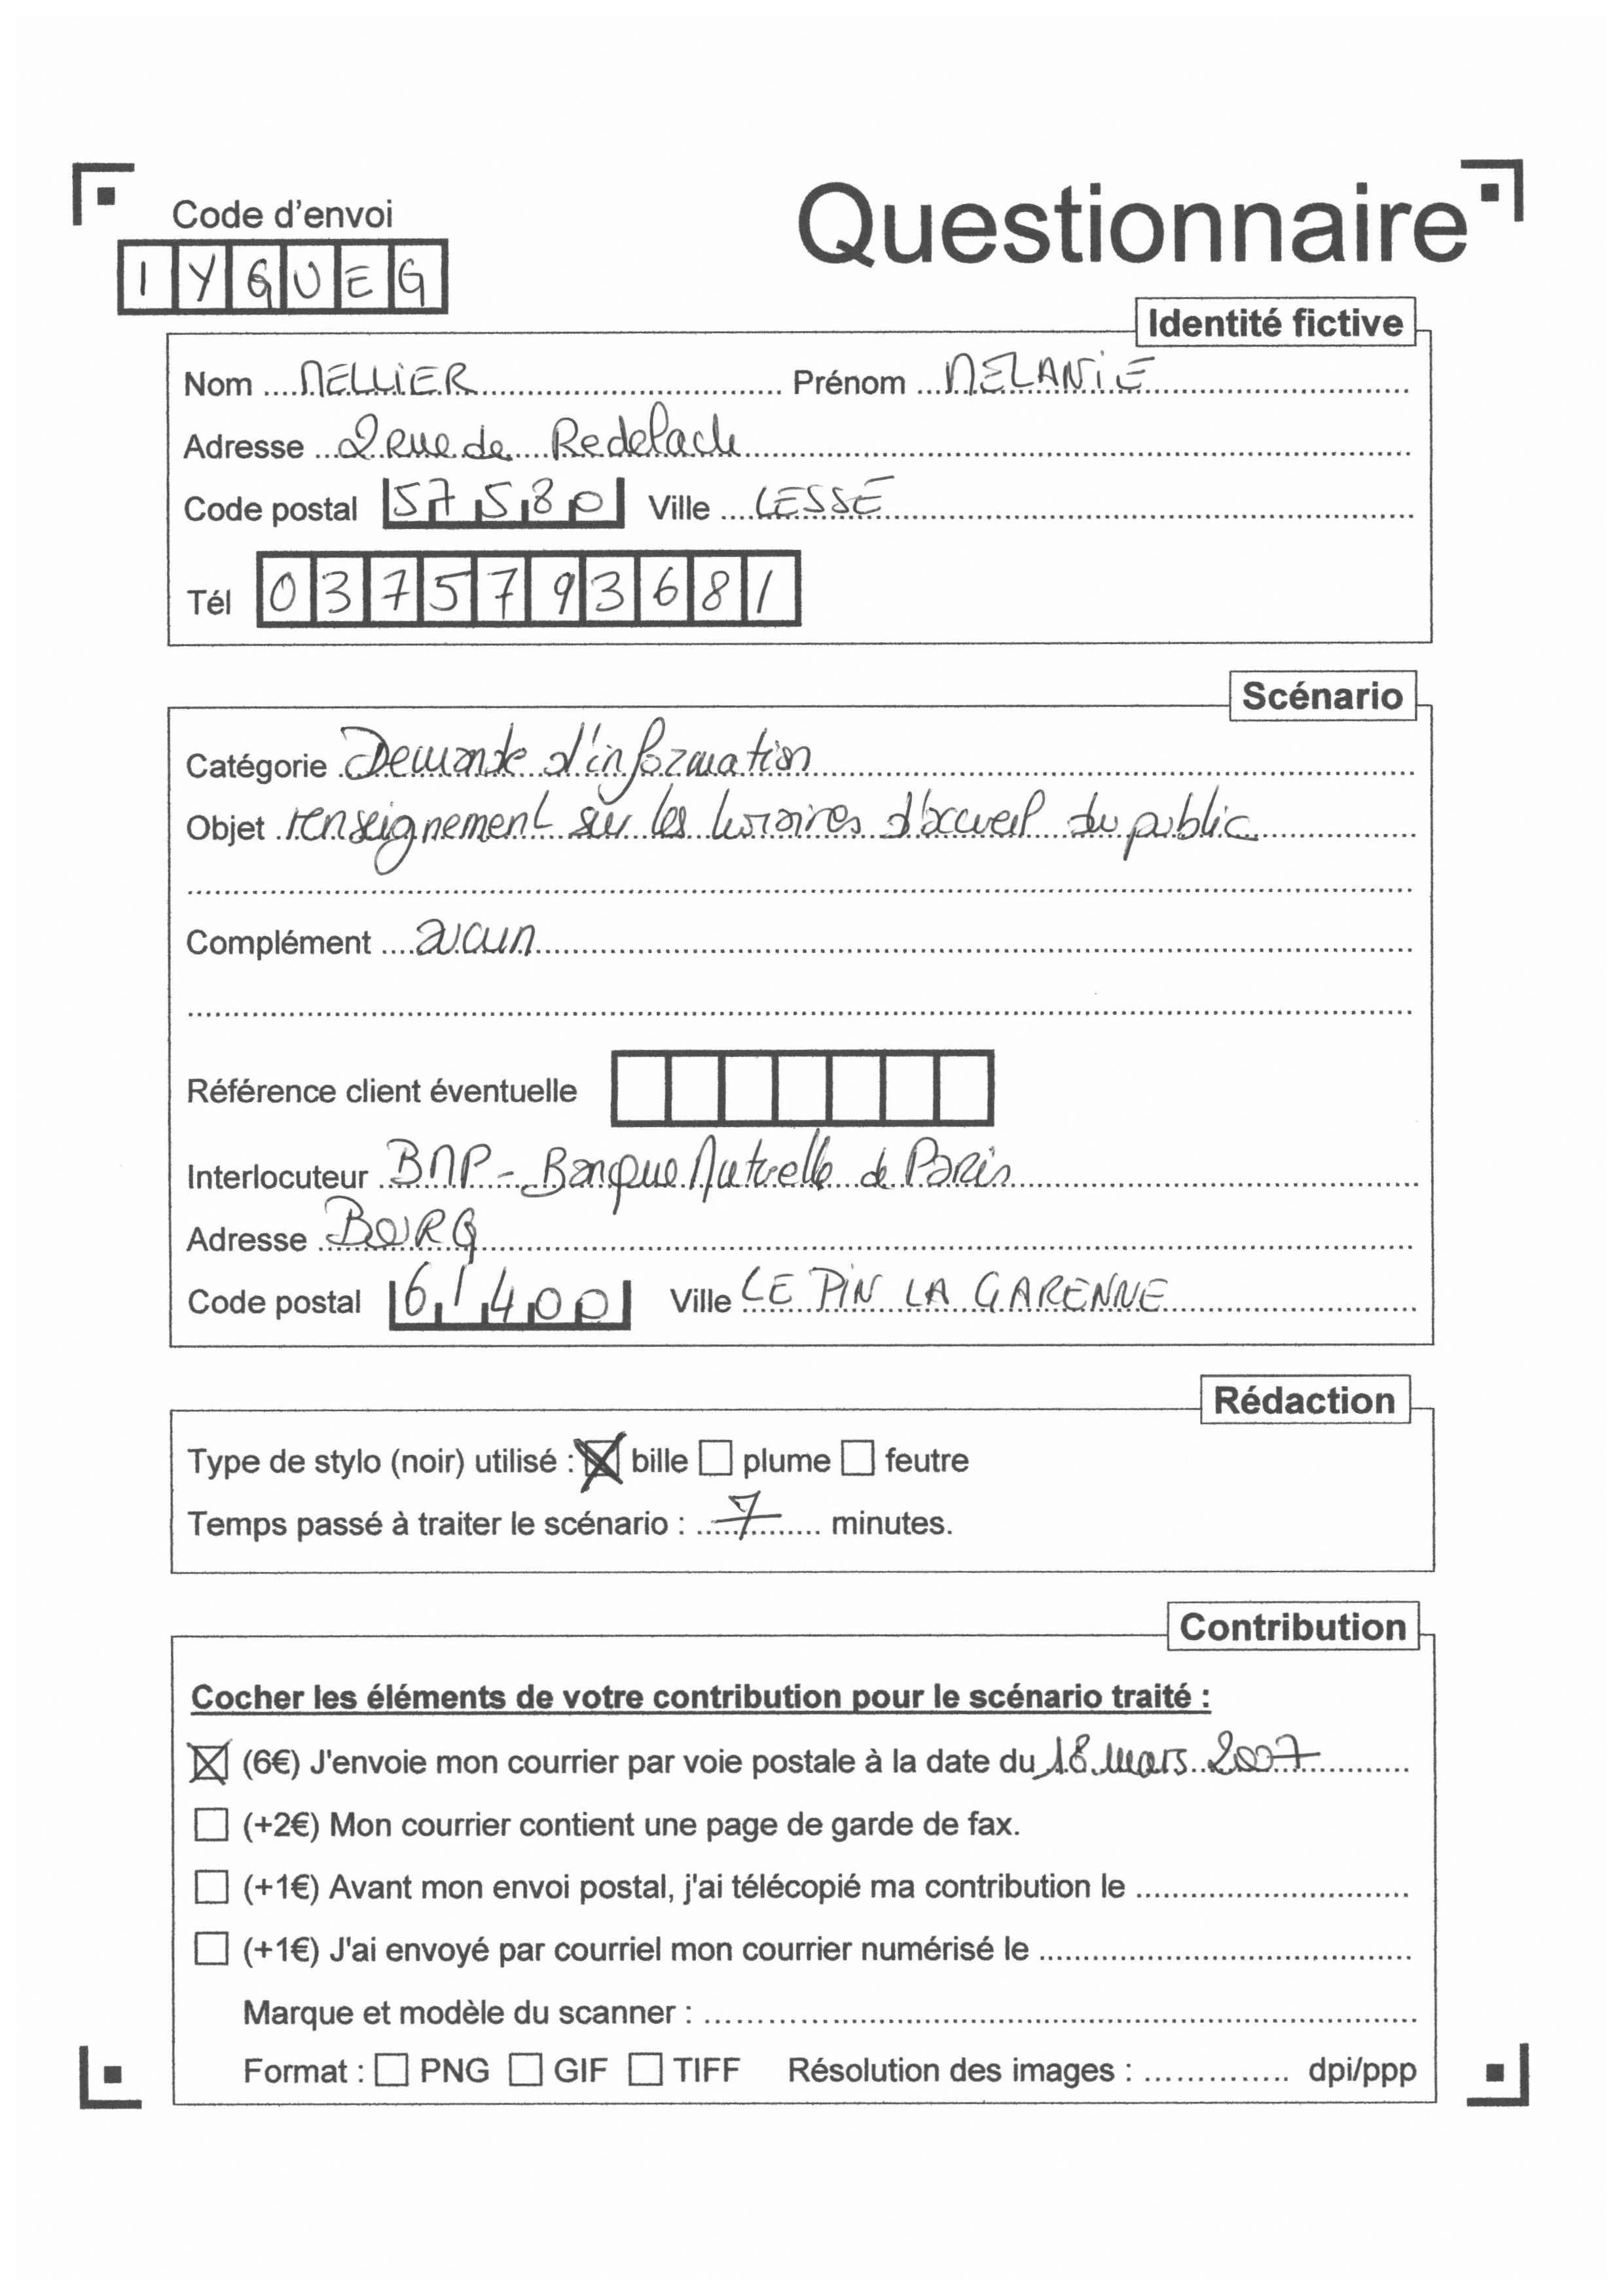 Code d'envoi
Questionnaire
IYGUEG
Identité fictive
Nom MELLIER Prénom MELANIE
Adresse 2 Rue de Redelach
Code postal 57580 Ville LESSE
Tél 0375793681
Scénario
Catégorie Demande d'information
Objet renseignement sur les horaires d'accueil du public
Complément aucun
Référence client éventuelle
Interlocuteur BMP - Banque Mutuelle de Paris
Adresse BOURG
Code postal 61400 Ville LE PIN LA GARENNE
Rédaction
Type de stylo (noir) utilisé : bille plume feutre
Temps passé à traiter le scénario : 7 minutes.
Contribution
Cocher les éléments de votre contribution pour le scénario traité :
(6€) J'envoie mon courrier par voie postale à la date du 18 mars 2007
(+2€) Mon courrier contient une page de garde de fax.
(+1€) Avant mon envoi postal, j'ai télécopié ma contribution le
(+1€) J'ai envoyé par courriel mon courrier numérisé le
Marque et modèle du scanner :
Format : PNG GIF TIFF Résolution des images : dpi/ppp